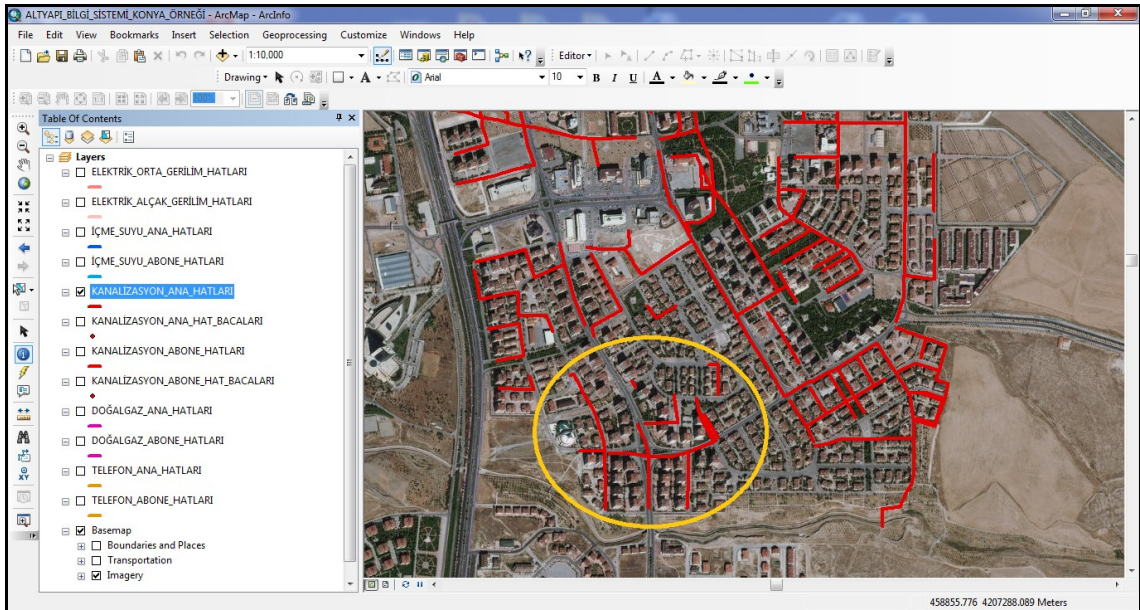 ALTYAPI_BİLGİ_SİSTEMİ_KONYA_ÖRNEĞİ - ArcMap - ArcInfo
File Edit View Bookmarks Insert Selection Geoprocessing Customize Windows Help
1:10,000 Editor
Drawing A Arial 10 B I U A
100%
Table Of Contents
Layers
ELEKTRİK_ORTA_GERİLİM_HATLARI
ELEKTRİK_ALÇAK_GERİLİM_HATLARI
İÇME_SUYU_ANA_HATLARI
İÇME_SUYU_ABONE_HATLARI
KANALİZASYON_ANA_HATLARI
KANALİZASYON_ANA_HAT_BACALARI
KANALİZASYON_ABONE_HATLARI
KANALİZASYON_ABONE_HAT_BACALARI
DOĞALGAZ_ANA_HATLARI
DOĞALGAZ_ABONE_HATLARI
TELEFON_ANA_HATLARI
TELEFON_ABONE_HATLARI
Basemap
Boundaries and Places
Transportation
Imagery
XY
458855.776 4207288.089 Meters